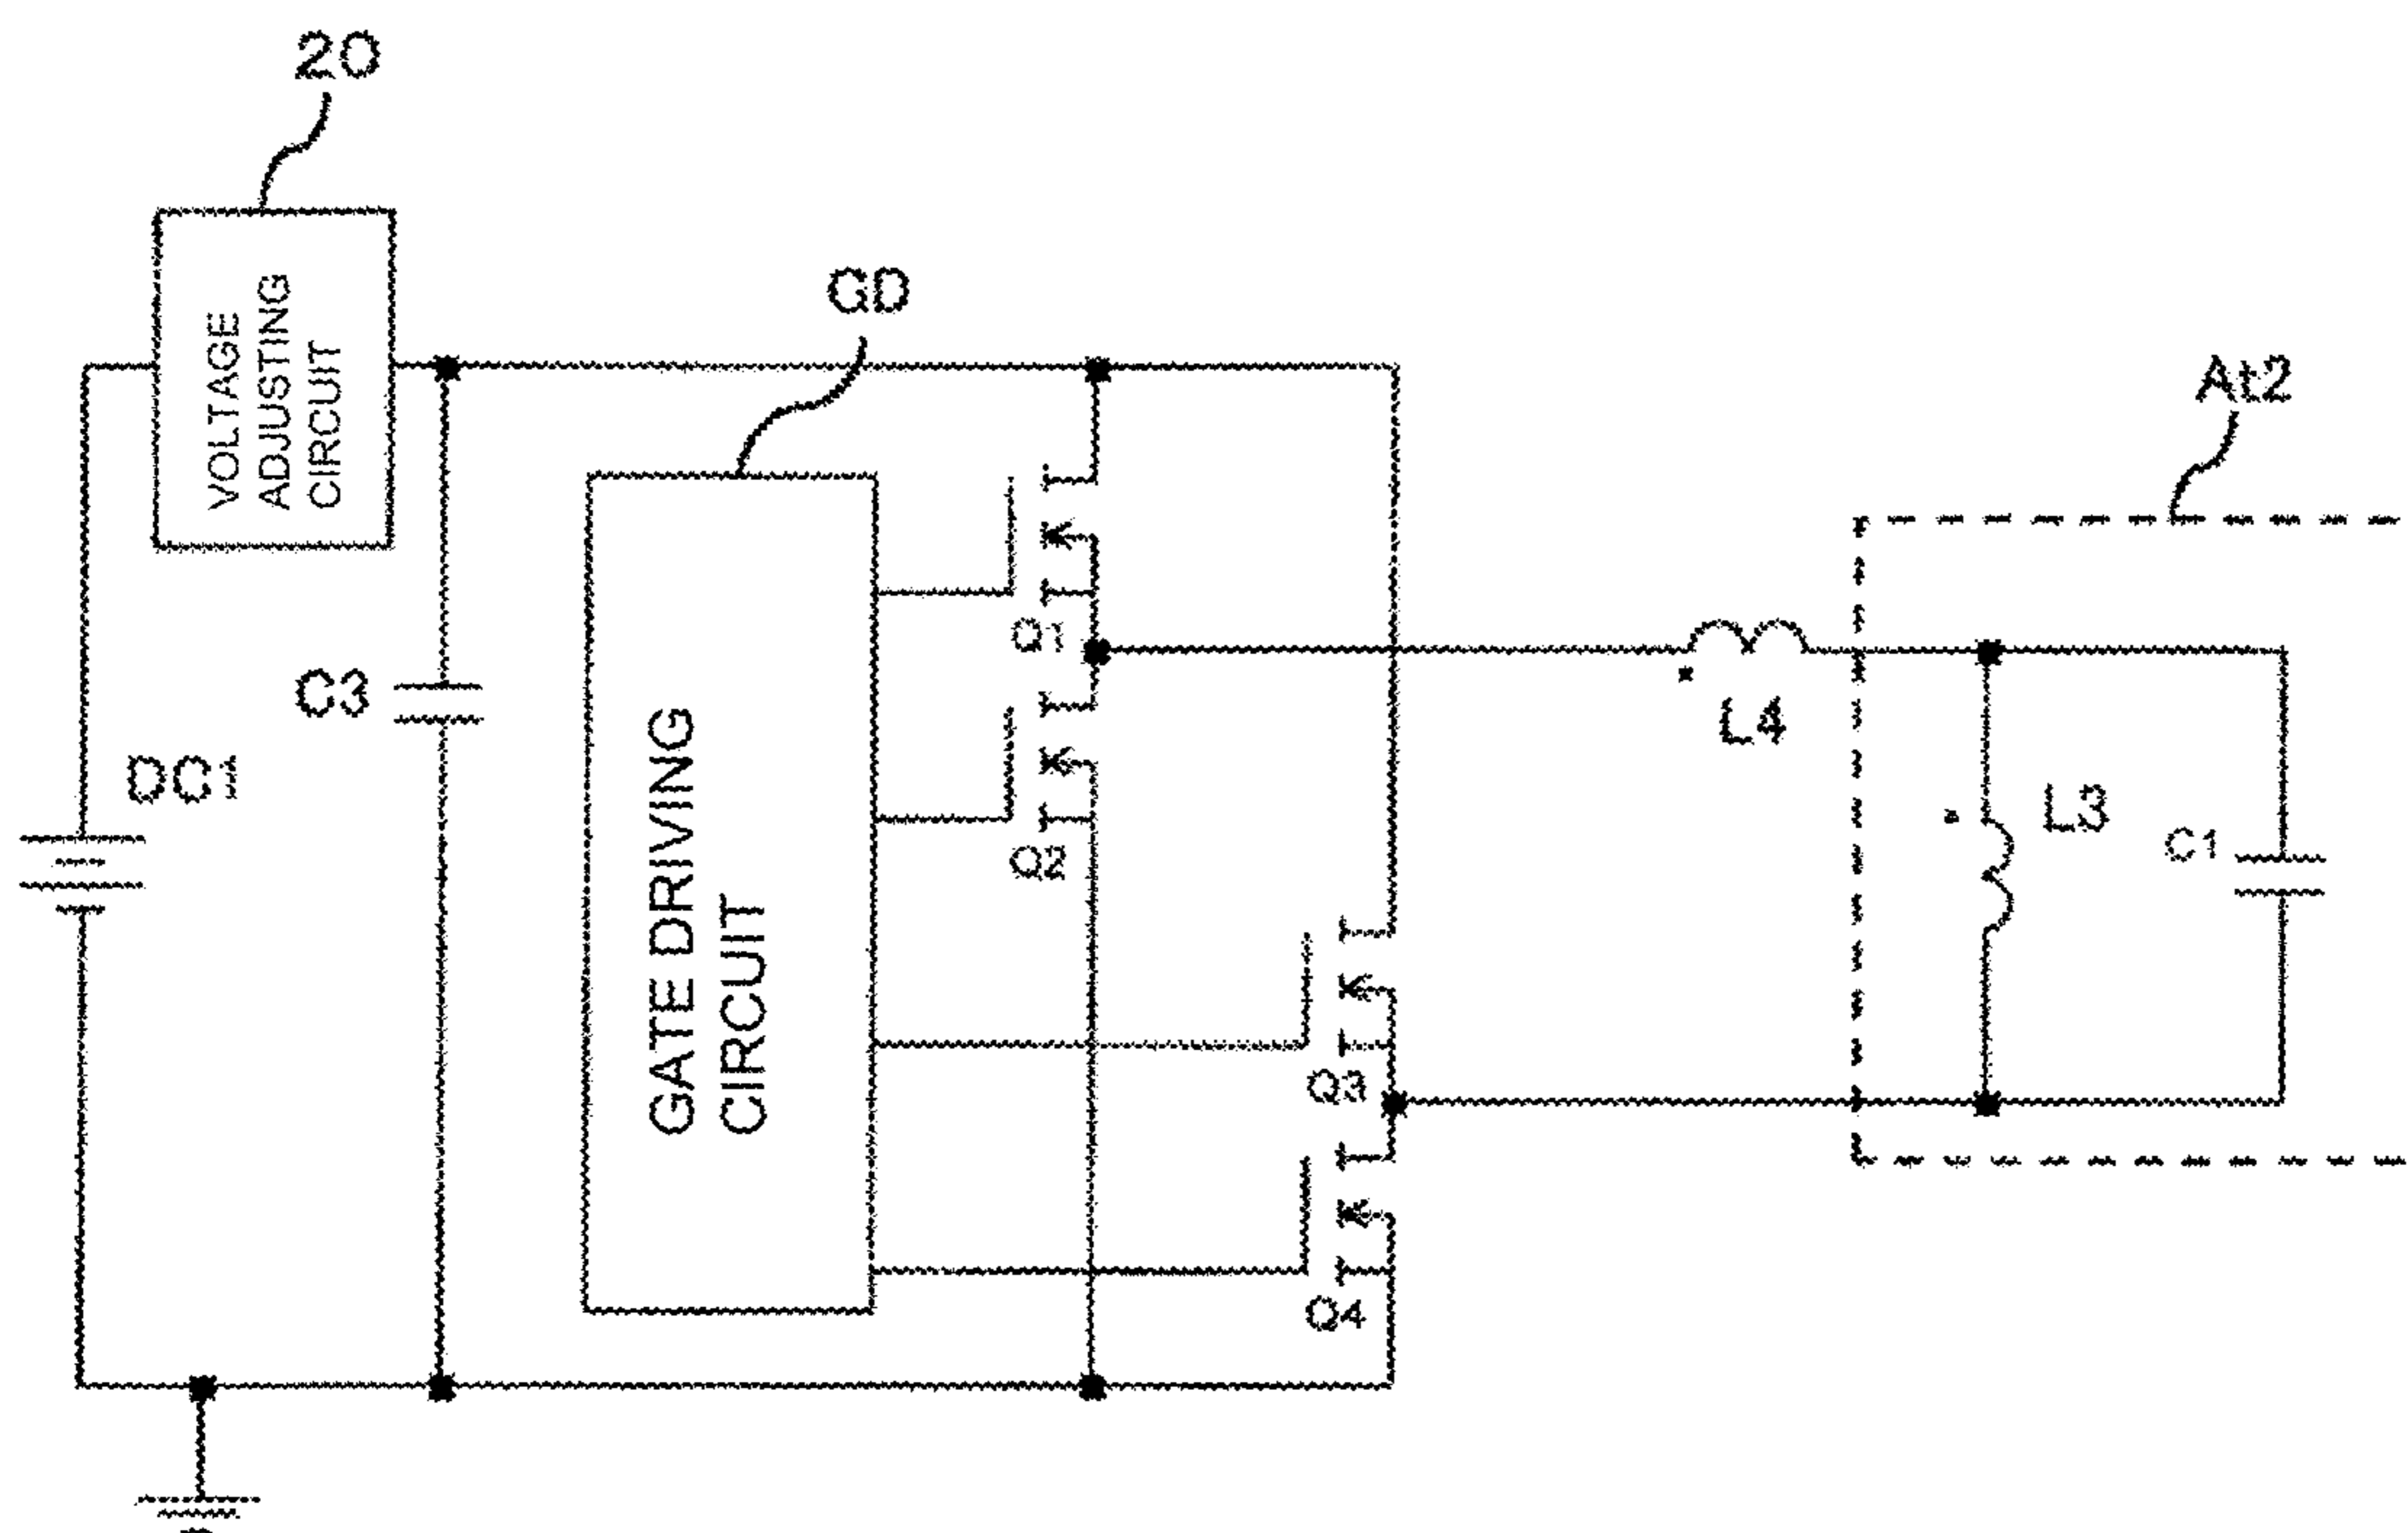 20
VOLTAGE
ADJUSTING
CIRCUIT
GD
At2
Q1
C3
L4
DC1
GATE DRIVING
CIRCUIT
Q2
L3
C1
Q3
Q4